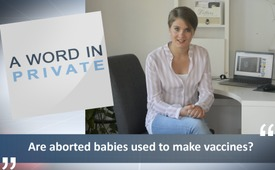 A WORD IN
PRIVATE
Are aborted babies used to make vaccines?